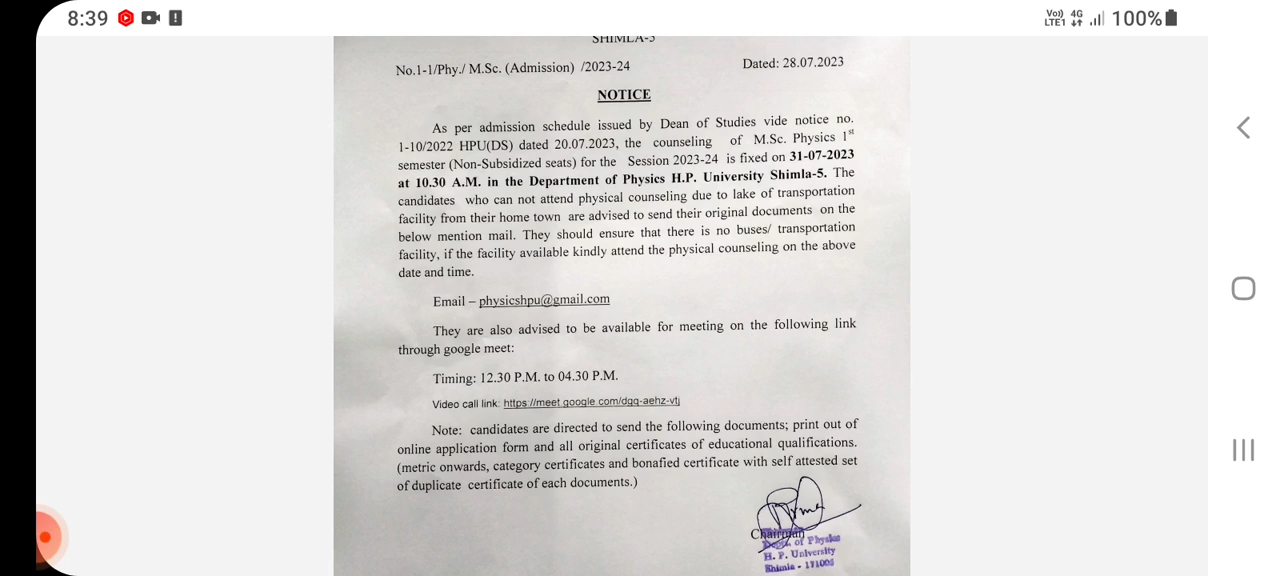 8:39
Vo)) 4G
LTE1
100%
SHIMLA-5
No.1-1/Phy./ M.Sc. (Admission) /2023-24 Dated: 28.07.2023
NOTICE
As per admission schedule issued by Dean of Studies vide notice no.
1-10/2022 HPU(DS) dated 20.07.2023, the counseling of M.Sc. Physics 1st
semester (Non-Subsidized seats) for the Session 2023-24 is fixed on 31-07-2023
at 10.30 A.M. in the Department of Physics H.P. University Shimla-5. The
candidates who can not attend physical counseling due to lake of transportation
facility from their home town are advised to send their original documents on the
below mention mail. They should ensure that there is no buses/ transportation
facility, if the facility available kindly attend the physical counseling on the above
date and time.
Email – physicshpu@gmail.com
They are also advised to be available for meeting on the following link
through google meet:
Timing: 12.30 P.M. to 04.30 P.M.
Video call link: https://meet.google.com/dgq-aehz-vtj
Note: candidates are directed to send the following documents; print out of
online application form and all original certificates of educational qualifications.
(metric onwards, category certificates and bonafied certificate with self attested set
of duplicate certificate of each documents.)
Chairman
Dept. of Physics
H. P. University
Shimla - 171005